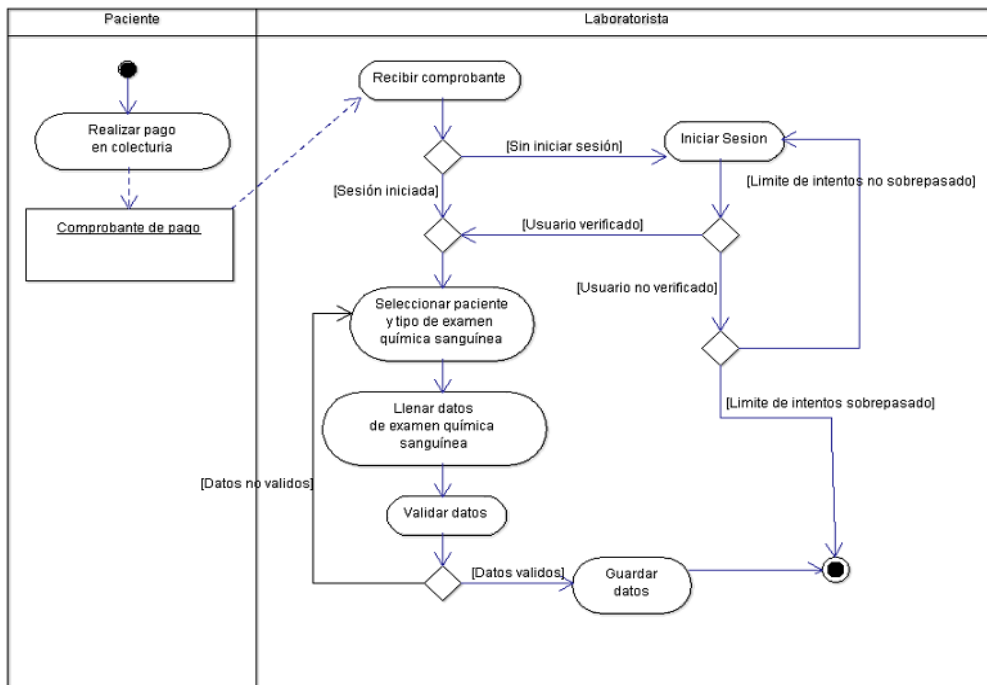 Paciente
Laboratorista
Realizar pago
en colecturia
Comprobante de pago
Recibir comprobante
[Sin iniciar sesión]
Iniciar Sesion
[Limite de intentos no sobrepasado]
[Sesión iniciada]
[Usuario verificado]
[Usuario no verificado]
Seleccionar paciente
y tipo de examen
química sanguínea
[Limite de intentos sobrepasado]
Llenar datos
de examen química
sanguínea
[Datos no validos]
Validar datos
[Datos validos]
Guardar
datos